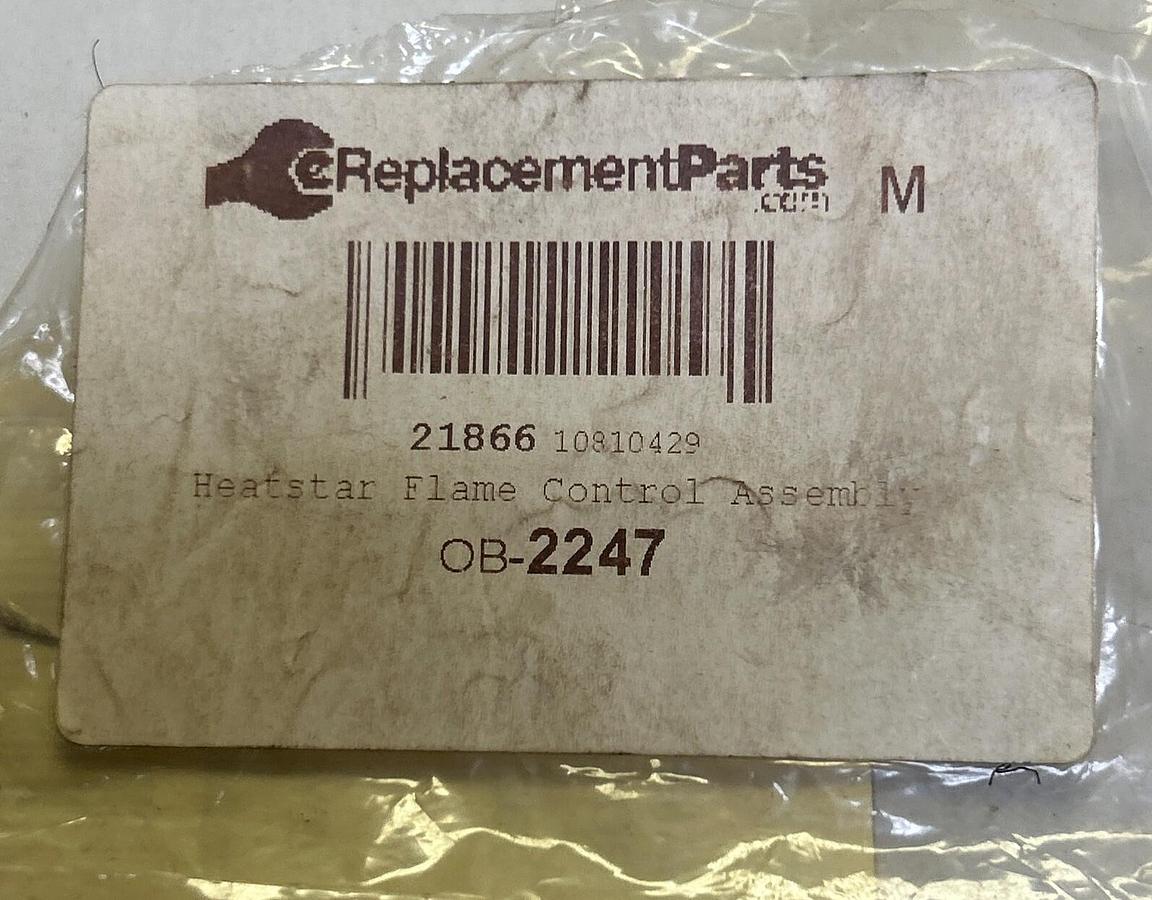 eReplacementParts
.com
M
21866 10810429
Heatstar Flame Control Assembly
OB-2247